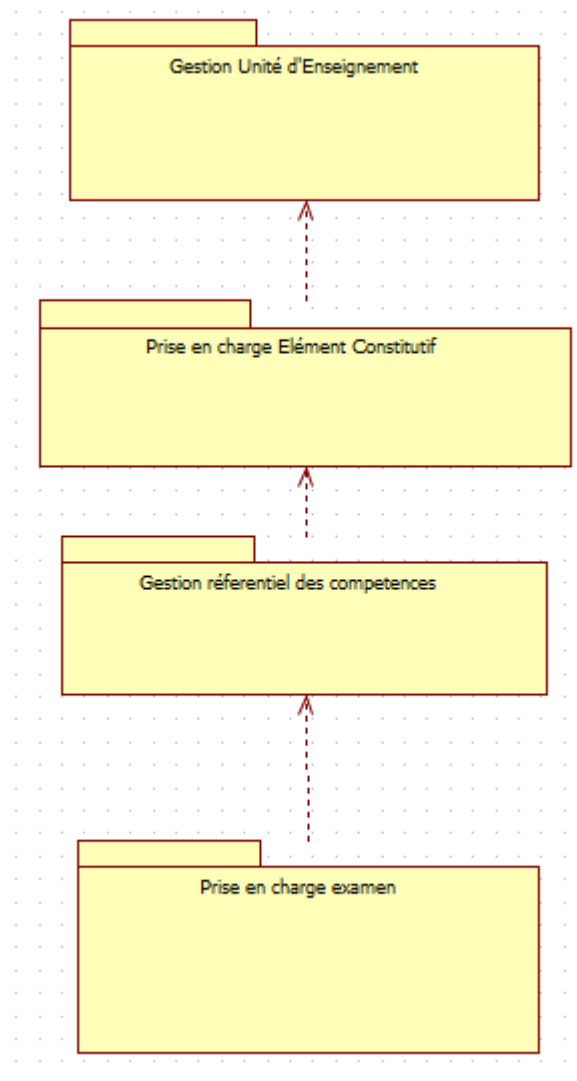 Gestion Unité d'Enseignement
Prise en charge Elément Constitutif
Gestion réferentiel des competences
Prise en charge examen